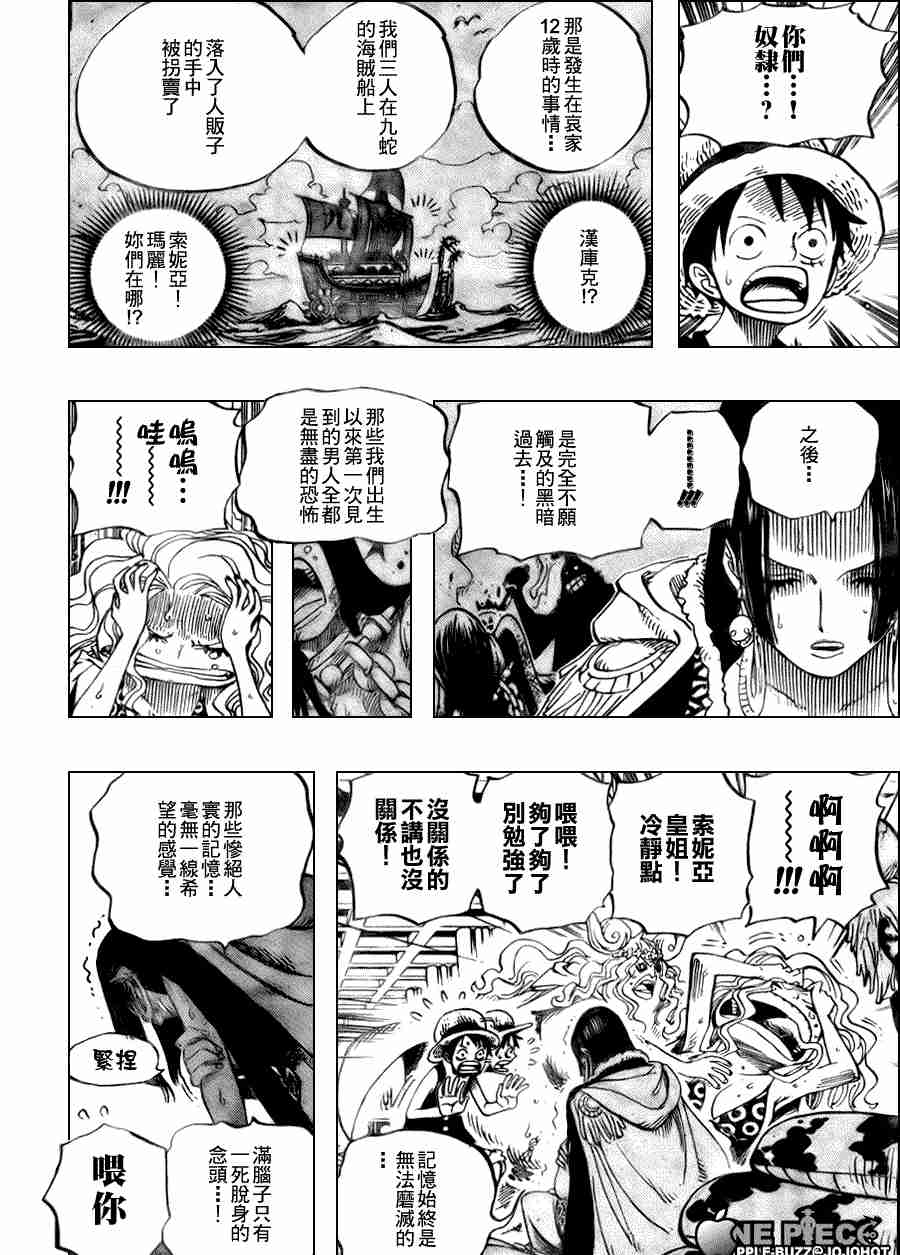 你們⋯！
奴隸⋯？
那是發生在哀家
12歲時的事情⋯
我們三人在九蛇
的海賊船上
落入了人販子
的手中
被拐賣了
漢庫克!?
索妮亞！
瑪麗！
妳們在哪!?
之後⋯
⋯⋯⋯!!!
是完全不願
觸及的黑暗
過去⋯！
那些我們出生
以來第一次見
到的男人全都
是無盡的恐怖
嗚嗚⋯
哇～～
～～～!!!
啊啊
啊啊
啊啊!!!
索妮亞
皇姐！
冷靜點
喂喂！
夠了夠了
別勉強了
沒關係的
不講也沒
關係！
記憶始終是
無法磨滅的
⋯
那些慘絕人
寰的記憶⋯
毫無一線希
望的感覺⋯
緊捏
滿腦子只有
一死脫身的
念頭⋯！
喂你
ONE PIECE
APPLE-BUZZ@JOJOHOT